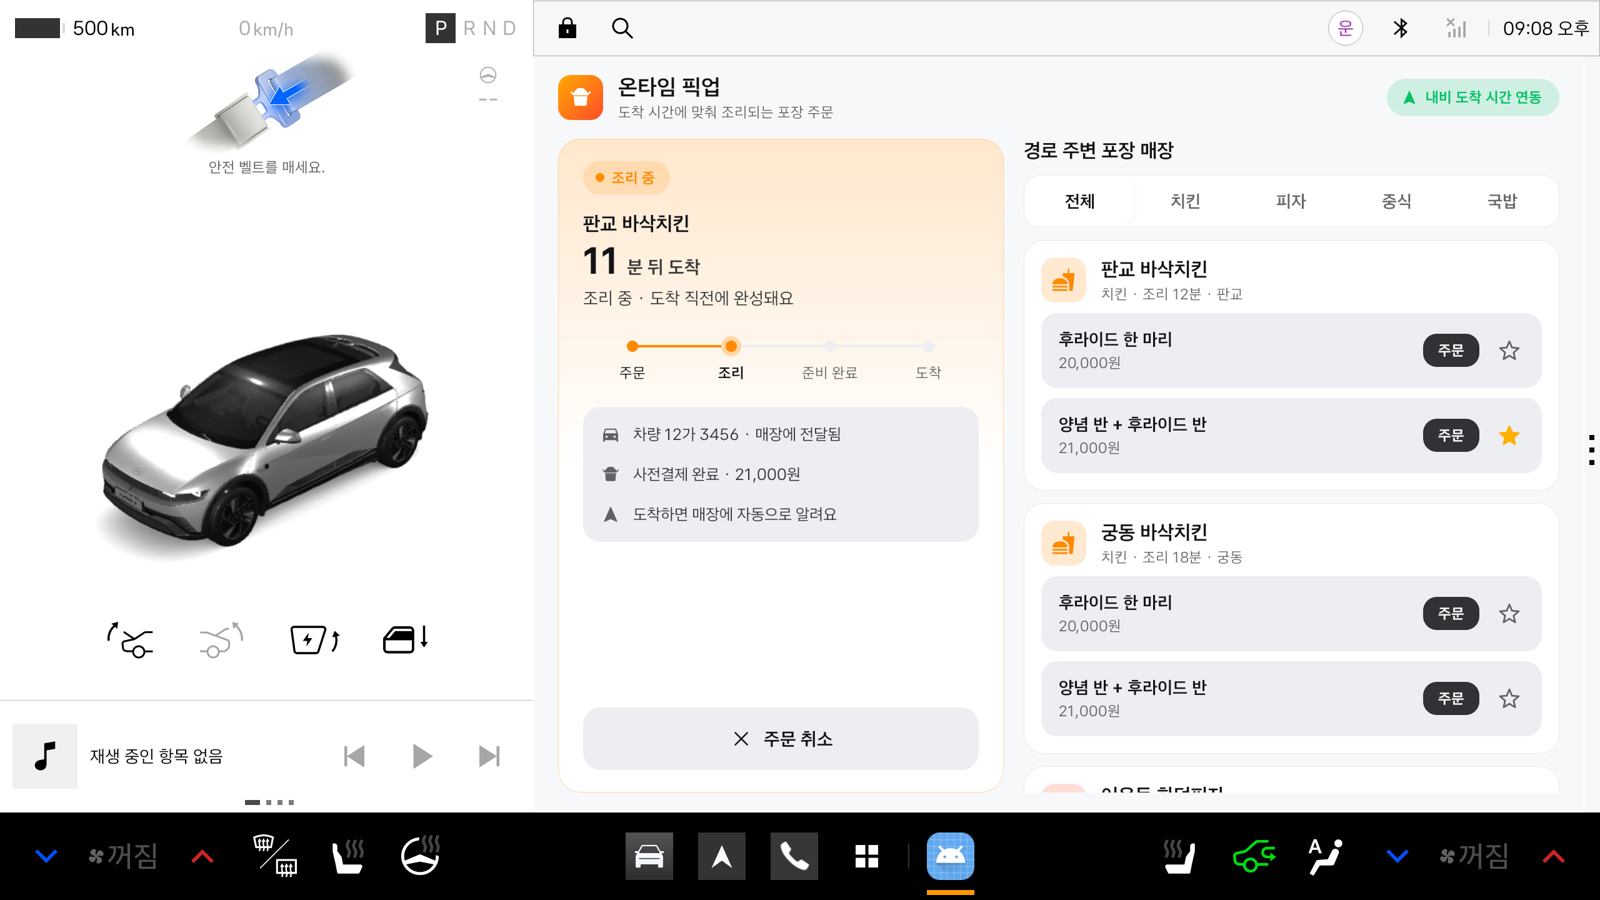 500 km
0 km/h
P R N D
--
안전 벨트를 매세요.
재생 중인 항목 없음
운
09:08 오후
온타임 픽업
도착 시간에 맞춰 조리되는 포장 주문
내비 도착 시간 연동
조리 중
판교 바삭치킨
11 분 뒤 도착
조리 중 · 도착 직전에 완성돼요
주문 조리 준비 완료 도착
차량 12가 3456 · 매장에 전달됨
사전결제 완료 · 21,000원
도착하면 매장에 자동으로 알려요
주문 취소
경로 주변 포장 매장
전체 치킨 피자 중식 국밥
판교 바삭치킨
치킨 · 조리 12분 · 판교
후라이드 한 마리
20,000원
주문
양념 반 + 후라이드 반
21,000원
주문
궁동 바삭치킨
치킨 · 조리 18분 · 궁동
후라이드 한 마리
20,000원
주문
양념 반 + 후라이드 반
21,000원
주문
꺼짐
A
꺼짐